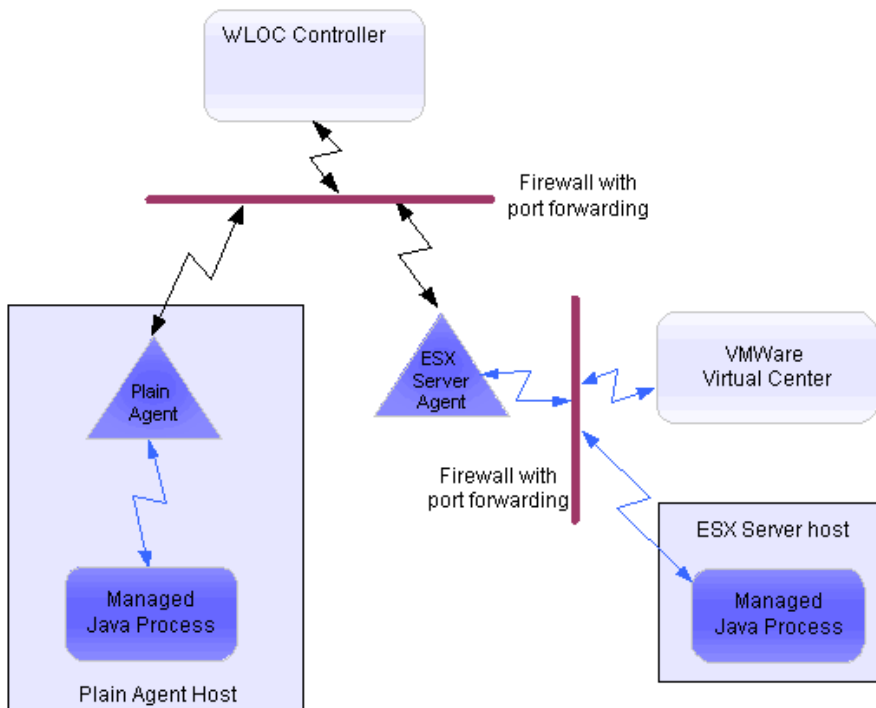 WLOC Controller
Firewall with
port forwarding
Plain
Agent
ESX
Server
Agent
VMWare
Virtual Center
Firewall with
port forwarding
ESX Server host
Managed
Java Process
Managed
Java Process
Plain Agent Host